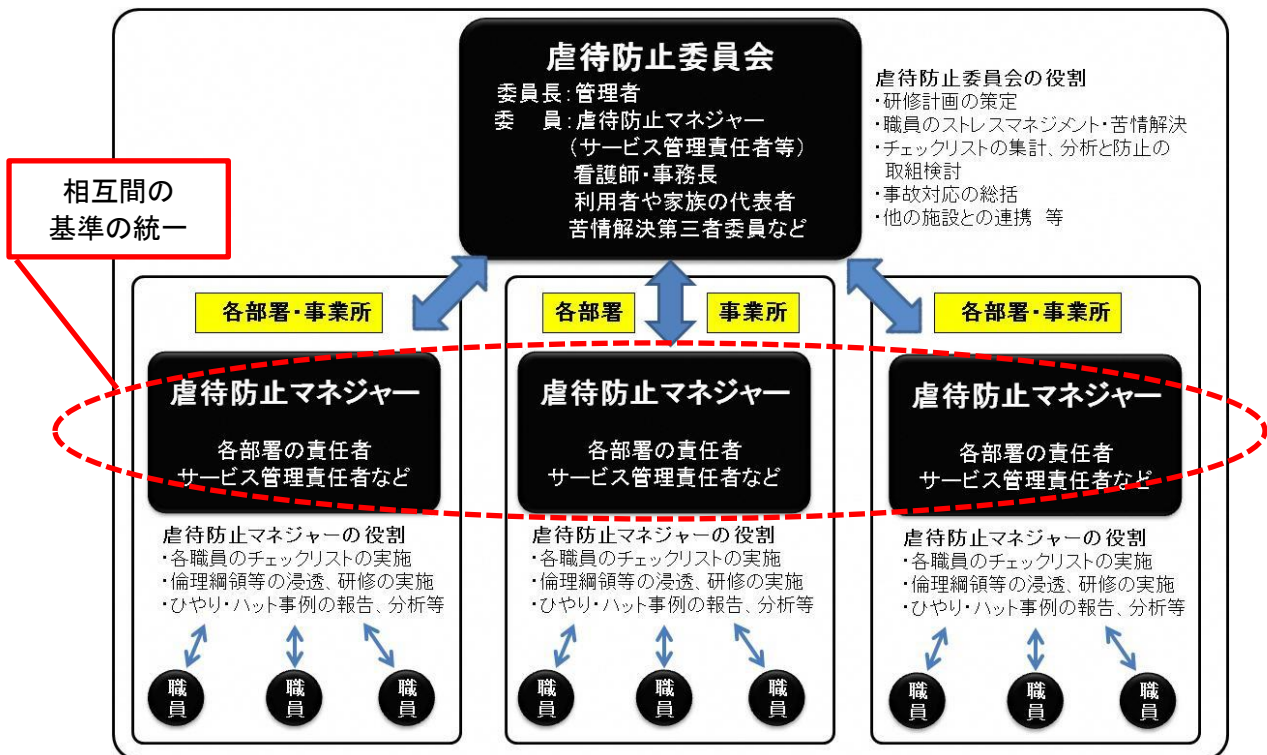 虐待防止委員会
委員長:管理者
委　員:虐待防止マネジャー
(サービス管理責任者等)
看護師・事務長
利用者や家族の代表者
苦情解決第三者委員など
虐待防止委員会の役割
・研修計画の策定
・職員のストレスマネジメント・苦情解決
・チェックリストの集計、分析と防止の
取組検討
・事故対応の総括
・他の施設との連携 等
相互間の
基準の統一
各部署・事業所
虐待防止マネジャー
各部署の責任者
サービス管理責任者など
虐待防止マネジャーの役割
・各職員のチェックリストの実施
・倫理綱領等の浸透、研修の実施
・ひやり・ハット事例の報告、分析等
職員
職員
職員
各部署
事業所
虐待防止マネジャー
各部署の責任者
サービス管理責任者など
虐待防止マネジャーの役割
・各職員のチェックリストの実施
・倫理綱領等の浸透、研修の実施
・ひやり・ハット事例の報告、分析等
職員
職員
職員
各部署・事業所
虐待防止マネジャー
各部署の責任者
サービス管理責任者など
虐待防止マネジャーの役割
・各職員のチェックリストの実施
・倫理綱領等の浸透、研修の実施
・ひやり・ハット事例の報告、分析等
職員
職員
職員